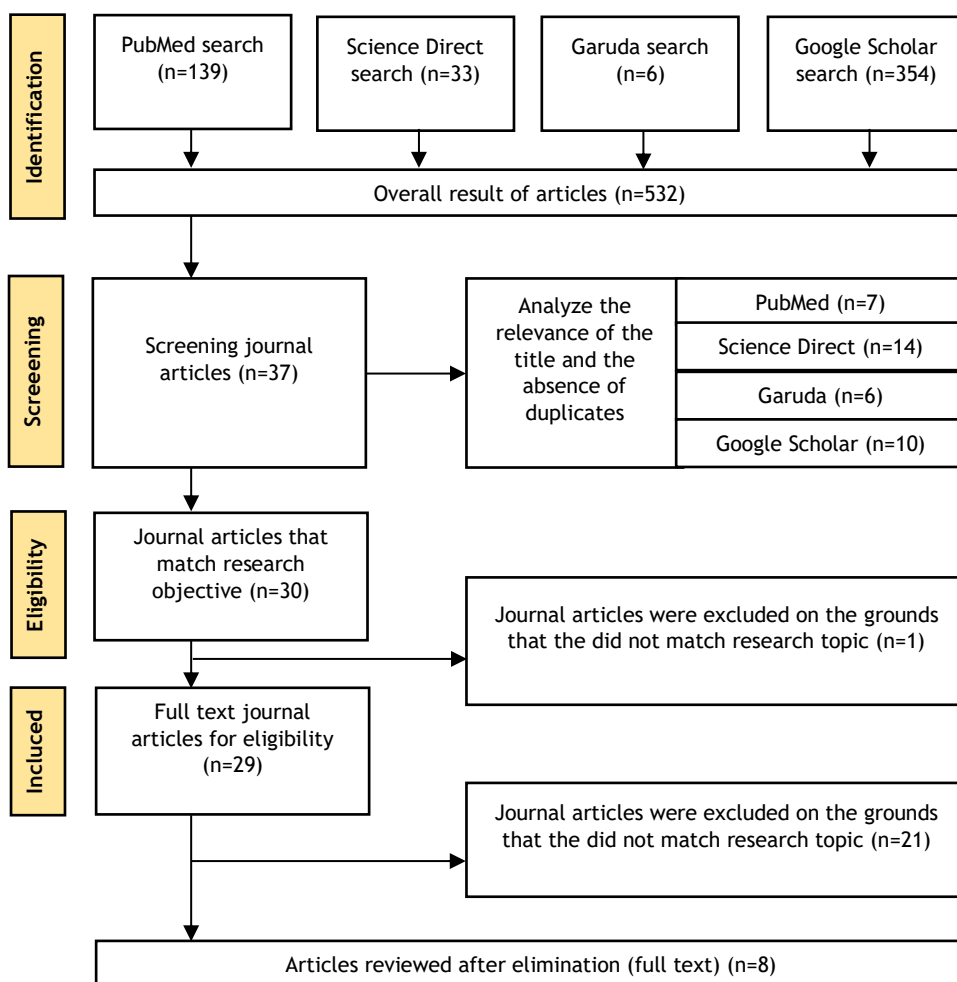 Identification
PubMed search
(n=139)
Science Direct
search (n=33)
Garuda search
(n=6)
Google Scholar
search (n=354)
Overall result of articles (n=532)
Screeening
Screening journal
articles (n=37)
Analyze the
relevance of the
title and the
absence of
duplicates
PubMed (n=7)
Science Direct (n=14)
Garuda (n=6)
Google Scholar (n=10)
Eligibility
Journal articles that
match research
objective (n=30)
Journal articles were excluded on the grounds
that the did not match research topic (n=1)
Incluced
Full text journal
articles for eligibility
(n=29)
Journal articles were excluded on the grounds
that the did not match research topic (n=21)
Articles reviewed after elimination (full text) (n=8)